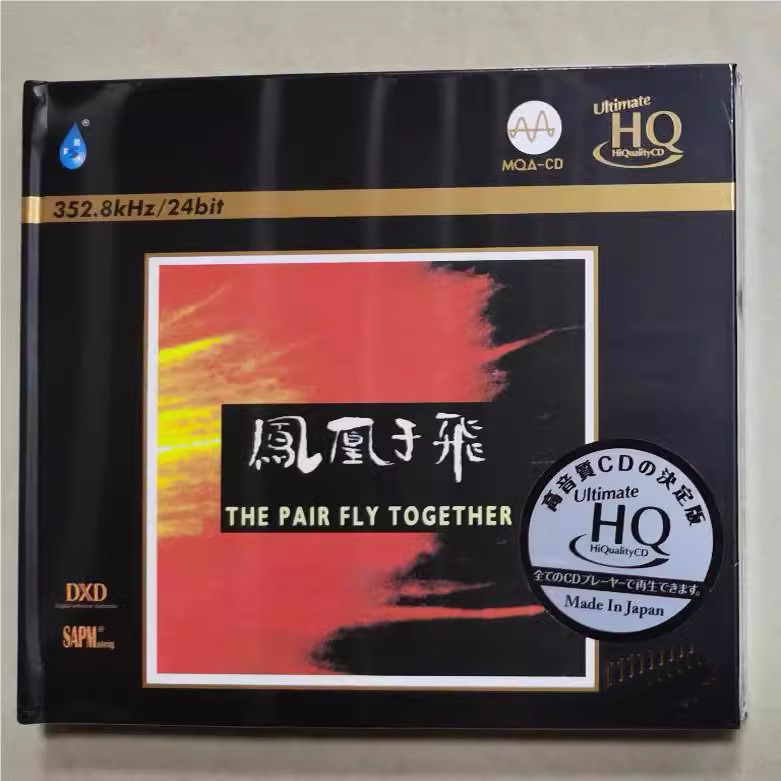 ®
MQA-CD
Ultimate
HQ
HiQualityCD
352.8kHz/24bit
鳳凰于飛
THE PAIR FLY TOGETHER
高音質CDの決定版
Ultimate
HQ
HiQualityCD
全てのCDプレーヤーで再生できます。
Made In Japan
DXD
SAPM